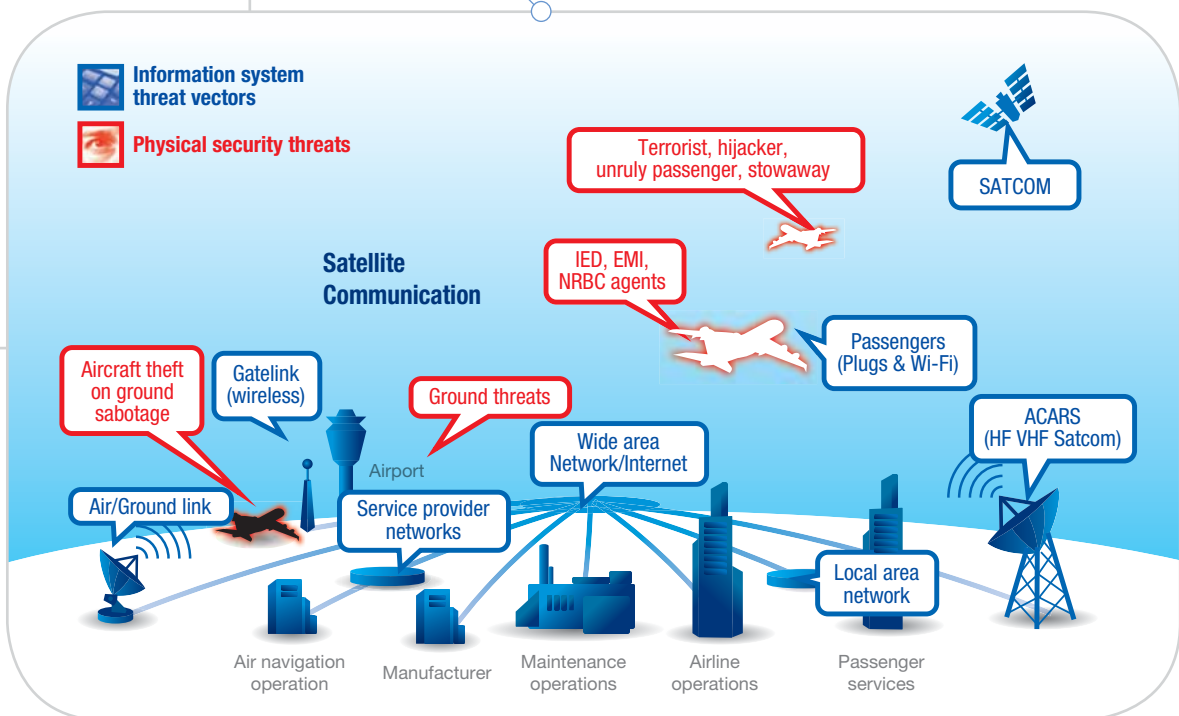 Information system
threat vectors
Physical security threats
Terrorist, hijacker,
unruly passenger, stowaway
SATCOM
Satellite
Communication
IED, EMI,
NRBC agents
Passengers
(Plugs & Wi-Fi)
Aircraft theft
on ground
sabotage
Gatelink
(wireless)
Ground threats
ACARS
(HF VHF Satcom)
Wide area
Network/Internet
Airport
Air/Ground link
Service provider
networks
Local area
network
Air navigation
operation
Manufacturer
Maintenance
operations
Airline
operations
Passenger
services